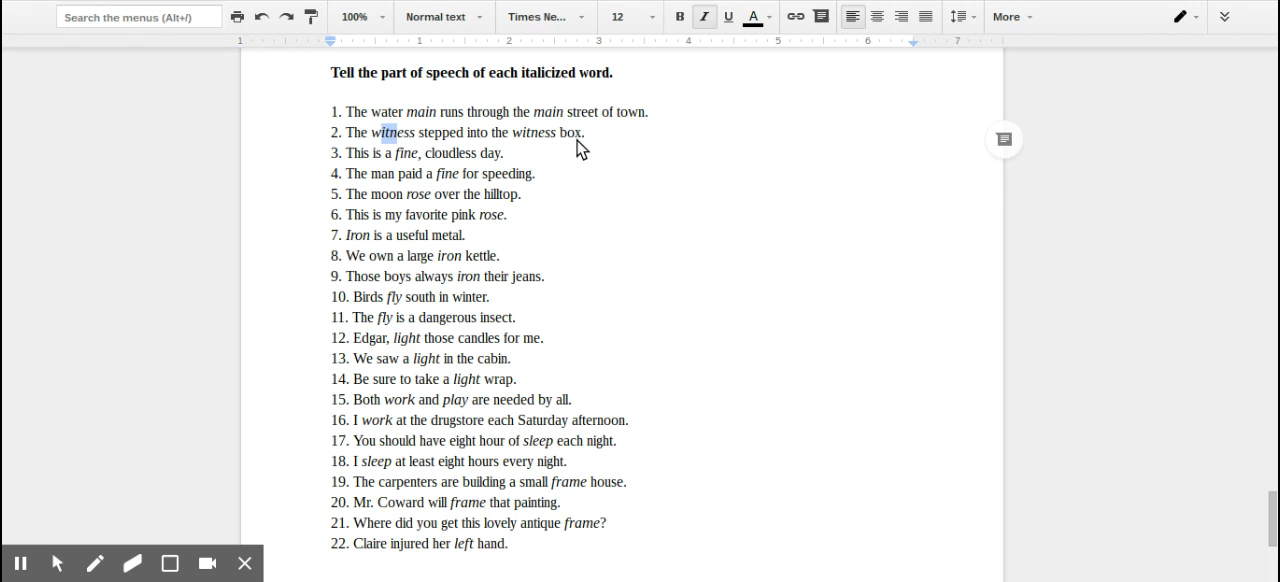 Search the menus (Alt+/)
100%
Normal text
Times Ne...
12
B
I
U
A
More
1
1
2
3
4
5
6
7
Tell the part of speech of each italicized word.
1. The water main runs through the main street of town.
2. The witness stepped into the witness box.
3. This is a fine, cloudless day.
4. The man paid a fine for speeding.
5. The moon rose over the hilltop.
6. This is my favorite pink rose.
7. Iron is a useful metal.
8. We own a large iron kettle.
9. Those boys always iron their jeans.
10. Birds fly south in winter.
11. The fly is a dangerous insect.
12. Edgar, light those candles for me.
13. We saw a light in the cabin.
14. Be sure to take a light wrap.
15. Both work and play are needed by all.
16. I work at the drugstore each Saturday afternoon.
17. You should have eight hour of sleep each night.
18. I sleep at least eight hours every night.
19. The carpenters are building a small frame house.
20. Mr. Coward will frame that painting.
21. Where did you get this lovely antique frame?
22. Claire injured her left hand.